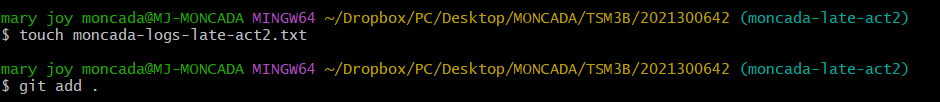 mary joy moncada@MJ-MONCADA MINGW64 ~/Dropbox/PC/Desktop/MONCADA/TSM3B/2021300642 (moncada-late-act2)
$ touch moncada-logs-late-act2.txt
mary joy moncada@MJ-MONCADA MINGW64 ~/Dropbox/PC/Desktop/MONCADA/TSM3B/2021300642 (moncada-late-act2)
$ git add .